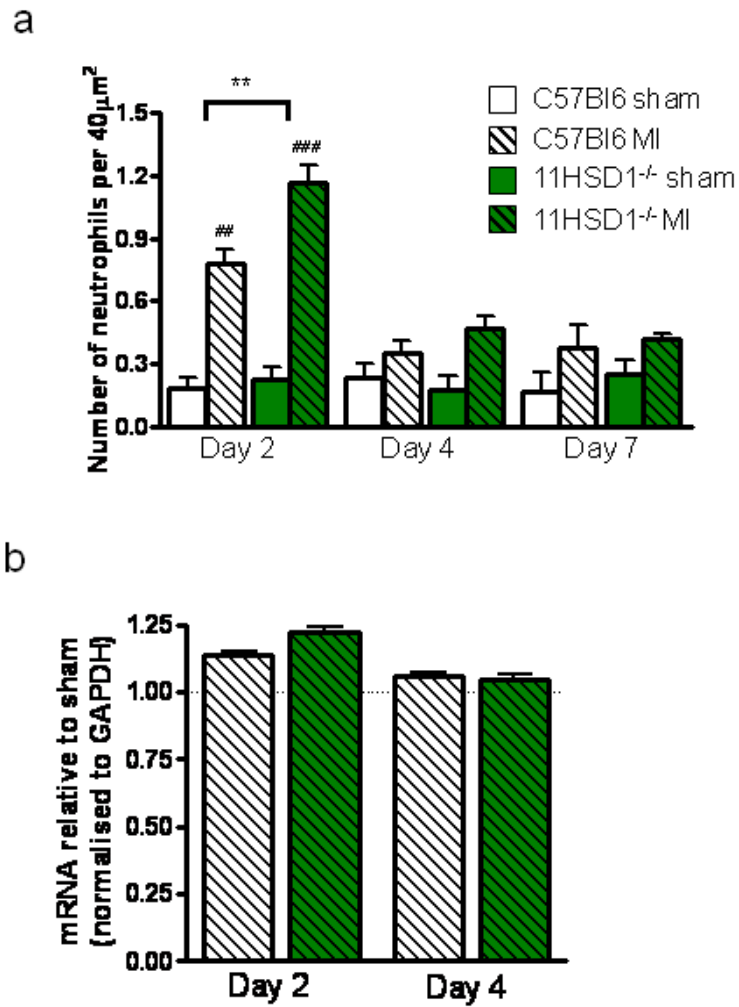 a
**
Number of neutrophils per 40µm²
1.5
1.2
0.9
0.6
0.3
0.0
##
###
C57Bl6 sham
C57Bl6 MI
11HSD1-/- sham
11HSD1-/- MI
Day 2
Day 4
Day 7
b
mRNA relative to sham
(normalised to GAPDH)
1.25
1.00
0.75
0.50
0.25
0.00
Day 2
Day 4